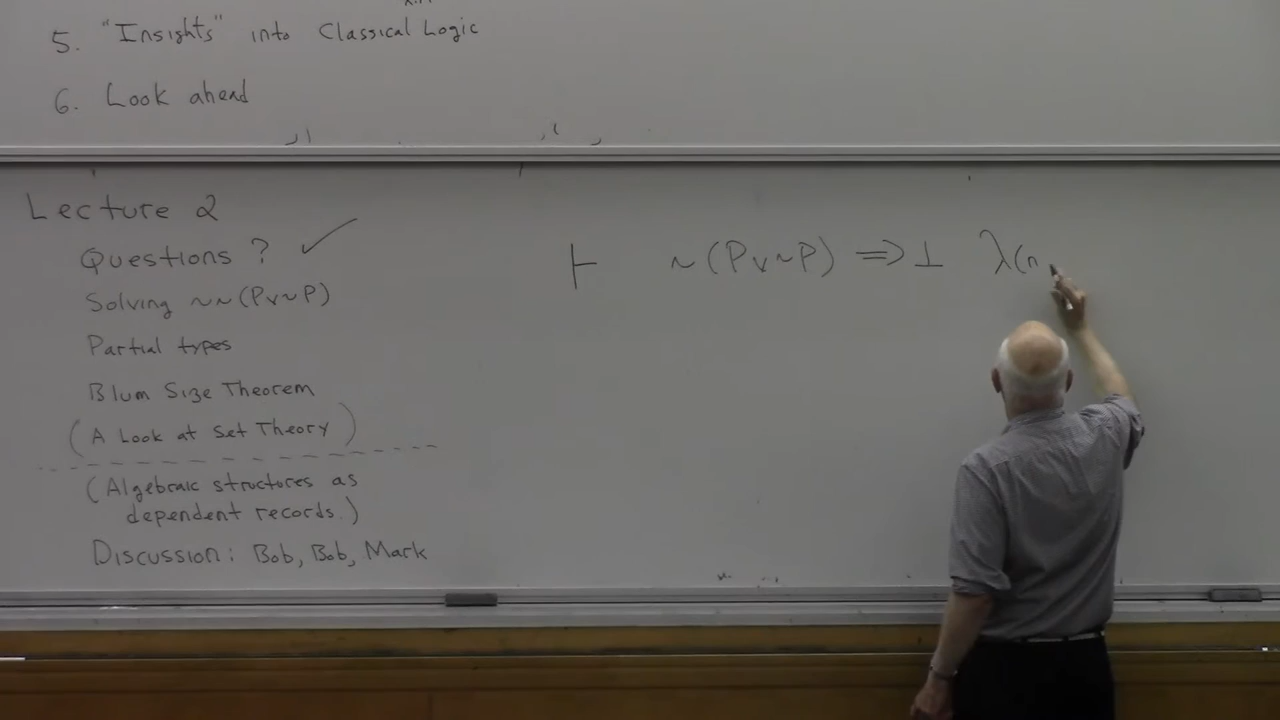 5. "Insights" into Classical Logic
6. Look ahead
Lecture 2
Questions? ✓
Solving ~~(P∨~P)
Partial types
Blum Size Theorem
(A Look at Set Theory)
(Algebraic structures as
dependent records.)
Discussion: Bob, Bob, Mark
⊢ ~(P∨~P) ⇒ ⊥ λ(n